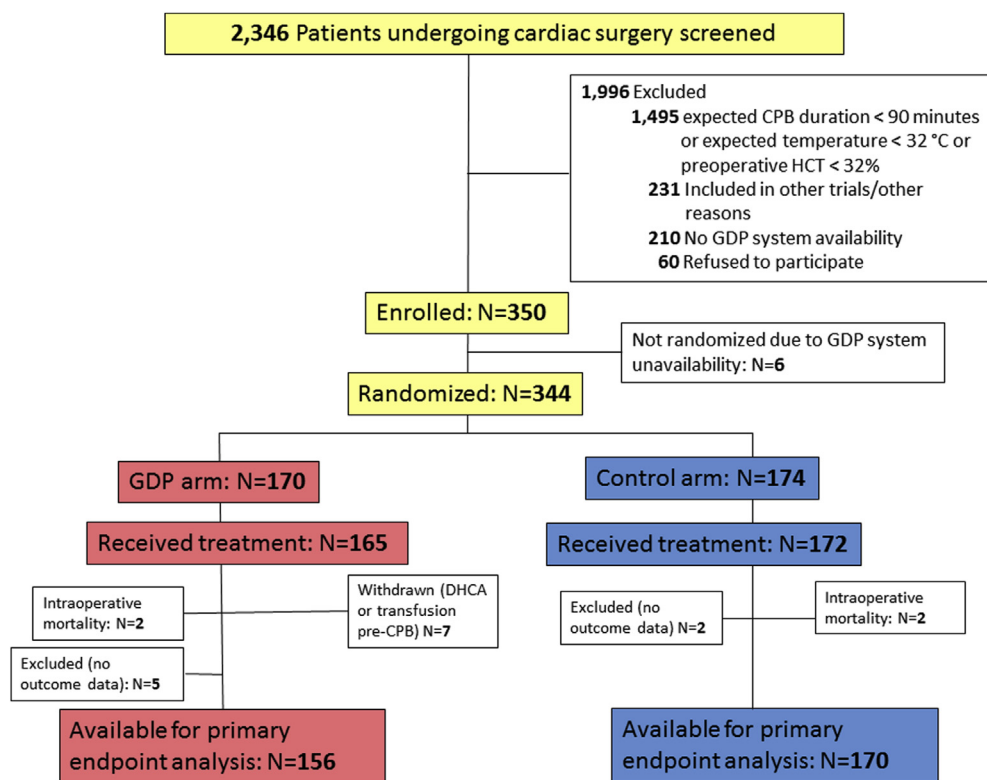 2,346 Patients undergoing cardiac surgery screened
1,996 Excluded
1,495 expected CPB duration < 90 minutes
or expected temperature < 32 °C or
preoperative HCT < 32%
231 Included in other trials/other
reasons
210 No GDP system availability
60 Refused to participate
Enrolled: N=350
Not randomized due to GDP system
unavailability: N=6
Randomized: N=344
GDP arm: N=170
Control arm: N=174
Received treatment: N=165
Received treatment: N=172
Intraoperative
mortality: N=2
Withdrawn (DHCA
or transfusion
pre-CPB) N=7
Excluded (no
outcome data) N=2
Intraoperative
mortality: N=2
Excluded (no
outcome data): N=5
Available for primary
endpoint analysis: N=156
Available for primary
endpoint analysis: N=170